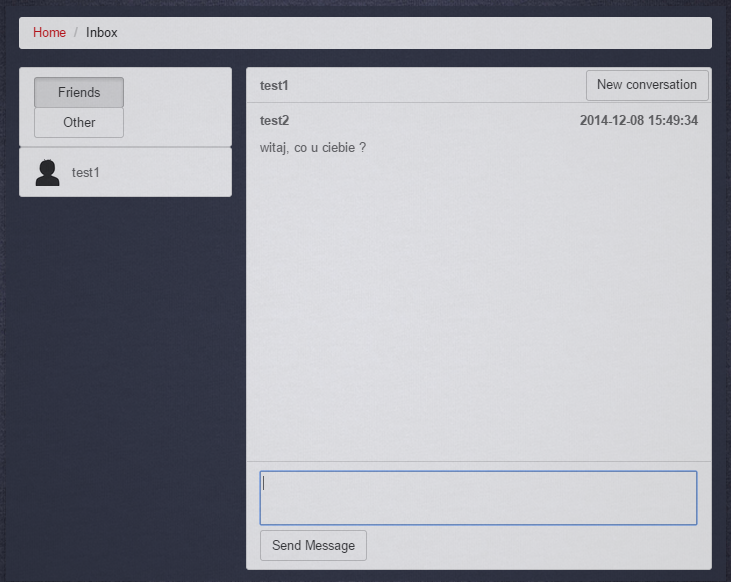 Home / Inbox
Friends
Other
test1
test1
New conversation
test2
2014-12-08 15:49:34
witaj, co u ciebie ?
Send Message